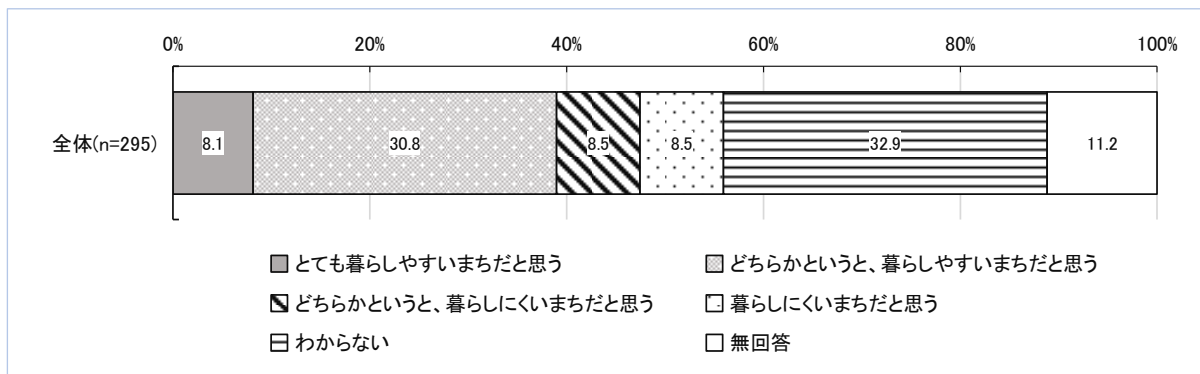 0% 20% 40% 60% 80% 100%
全体(n=295) 8.1 30.8 8.5 8.5 32.9 11.2
とても暮らしやすいまちだと思う どちらかというと、暮らしやすいまちだと思う
どちらかというと、暮らしにくいまちだと思う 暮らしにくいまちだと思う
わからない 無回答